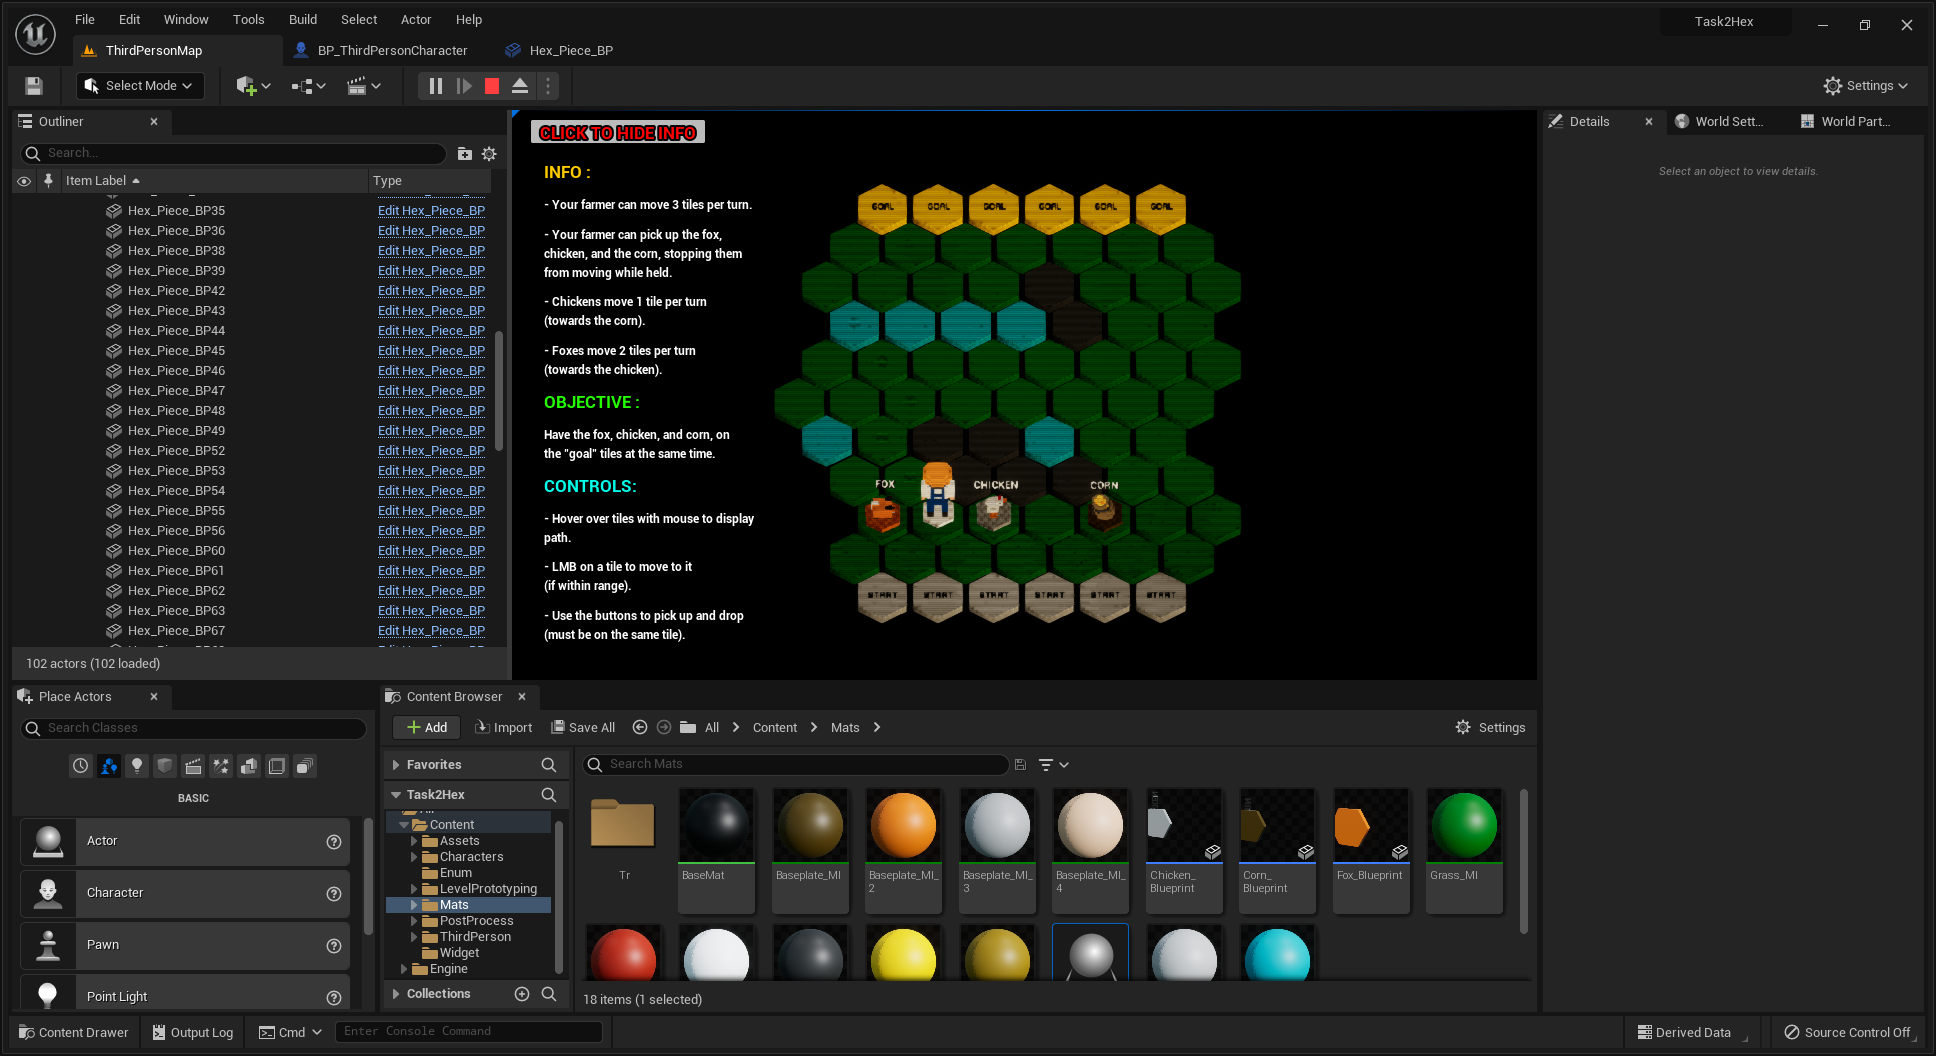 File Edit Window Tools Build Select Actor Help
Task2Hex
ThirdPersonMap BP_ThirdPersonCharacter Hex_Piece_BP
Select Mode
Settings
Outliner
Search...
Item Label Type
Hex_Piece_BP35 Edit Hex_Piece_BP
Hex_Piece_BP36 Edit Hex_Piece_BP
Hex_Piece_BP38 Edit Hex_Piece_BP
Hex_Piece_BP39 Edit Hex_Piece_BP
Hex_Piece_BP42 Edit Hex_Piece_BP
Hex_Piece_BP43 Edit Hex_Piece_BP
Hex_Piece_BP44 Edit Hex_Piece_BP
Hex_Piece_BP45 Edit Hex_Piece_BP
Hex_Piece_BP46 Edit Hex_Piece_BP
Hex_Piece_BP47 Edit Hex_Piece_BP
Hex_Piece_BP48 Edit Hex_Piece_BP
Hex_Piece_BP49 Edit Hex_Piece_BP
Hex_Piece_BP52 Edit Hex_Piece_BP
Hex_Piece_BP53 Edit Hex_Piece_BP
Hex_Piece_BP54 Edit Hex_Piece_BP
Hex_Piece_BP55 Edit Hex_Piece_BP
Hex_Piece_BP56 Edit Hex_Piece_BP
Hex_Piece_BP60 Edit Hex_Piece_BP
Hex_Piece_BP61 Edit Hex_Piece_BP
Hex_Piece_BP62 Edit Hex_Piece_BP
Hex_Piece_BP63 Edit Hex_Piece_BP
Hex_Piece_BP67 Edit Hex_Piece_BP
102 actors (102 loaded)
CLICK TO HIDE INFO
INFO :
- Your farmer can move 3 tiles per turn.
- Your farmer can pick up the fox,
chicken, and the corn, stopping them
from moving while held.
- Chickens move 1 tile per turn
(towards the corn).
- Foxes move 2 tiles per turn
(towards the chicken).
OBJECTIVE :
Have the fox, chicken, and corn, on
the "goal" tiles at the same time.
CONTROLS:
- Hover over tiles with mouse to display
path.
- LMB on a tile to move to it
(if within range).
- Use the buttons to pick up and drop
(must be on the same tile).
GOAL GOAL GOAL GOAL GOAL GOAL
FOX CHICKEN CORN
START START START START START START
Details World Sett... World Part...
Select an object to view details.
Place Actors
Search Classes
BASIC
Actor
Character
Pawn
Point Light
Content Browser
Add Import Save All All Content Mats
Settings
Favorites
Task2Hex
Content
Assets
Characters
Enum
LevelPrototyping
Mats
PostProcess
ThirdPerson
Widget
Engine
Collections
Search Mats
Tr BaseMat Baseplate_MI Baseplate_MI_ Baseplate_MI_ Baseplate_MI_ Chicken_ Corn_ Fox_Blueprint Grass_MI
2 3 4 Blueprint Blueprint
18 items (1 selected)
Content Drawer Output Log Cmd Enter Console Command
Derived Data Source Control Off